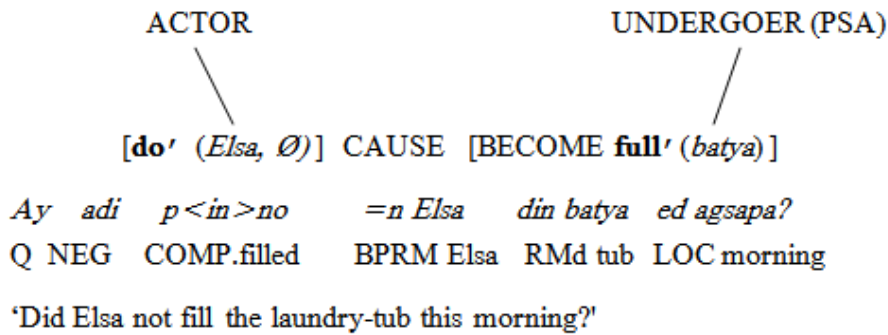 ACTOR UNDERGOER (PSA)
[do′ (Elsa, Ø)] CAUSE [BECOME full′ (batya)]
Ay adi p<in>no =n Elsa din batya ed agsapa?
Q NEG COMP.filled BPRM Elsa RMd tub LOC morning
‘Did Elsa not fill the laundry-tub this morning?'